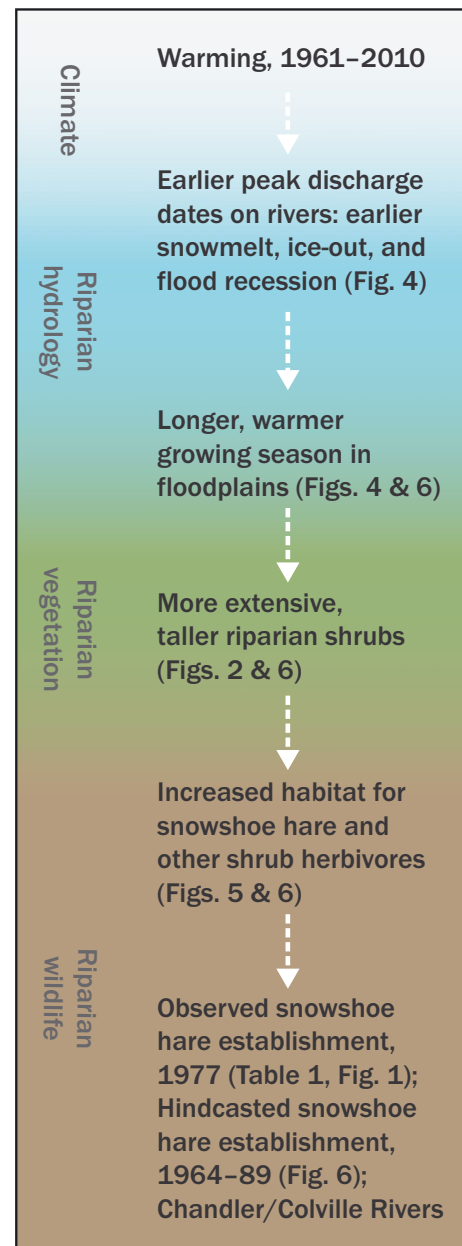 Climate
Warming, 1961–2010
Earlier peak discharge
dates on rivers: earlier
snowmelt, ice-out, and
flood recession (Fig. 4)
Riparian
hydrology
Longer, warmer
growing season in
floodplains (Figs. 4 & 6)
Riparian
vegetation
More extensive,
taller riparian shrubs
(Figs. 2 & 6)
Increased habitat for
snowshoe hare and
other shrub herbivores
(Figs. 5 & 6)
Riparian
wildlife
Observed snowshoe
hare establishment,
1977 (Table 1, Fig. 1);
Hindcasted snowshoe
hare establishment,
1964–89 (Fig. 6);
Chandler/Colville Rivers